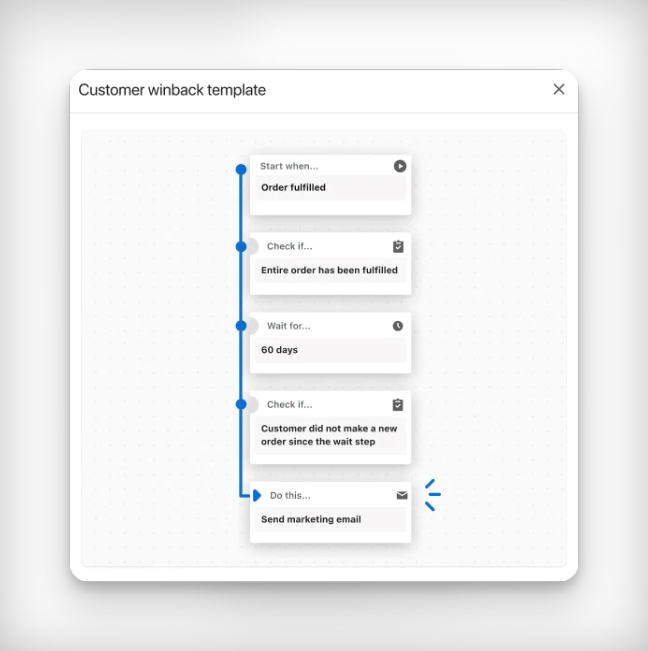 Customer winback template
Start when...
Order fulfilled
Check if...
Entire order has been fulfilled
Wait for...
60 days
Check if...
Customer did not make a new
order since the wait step
Do this...
Send marketing email